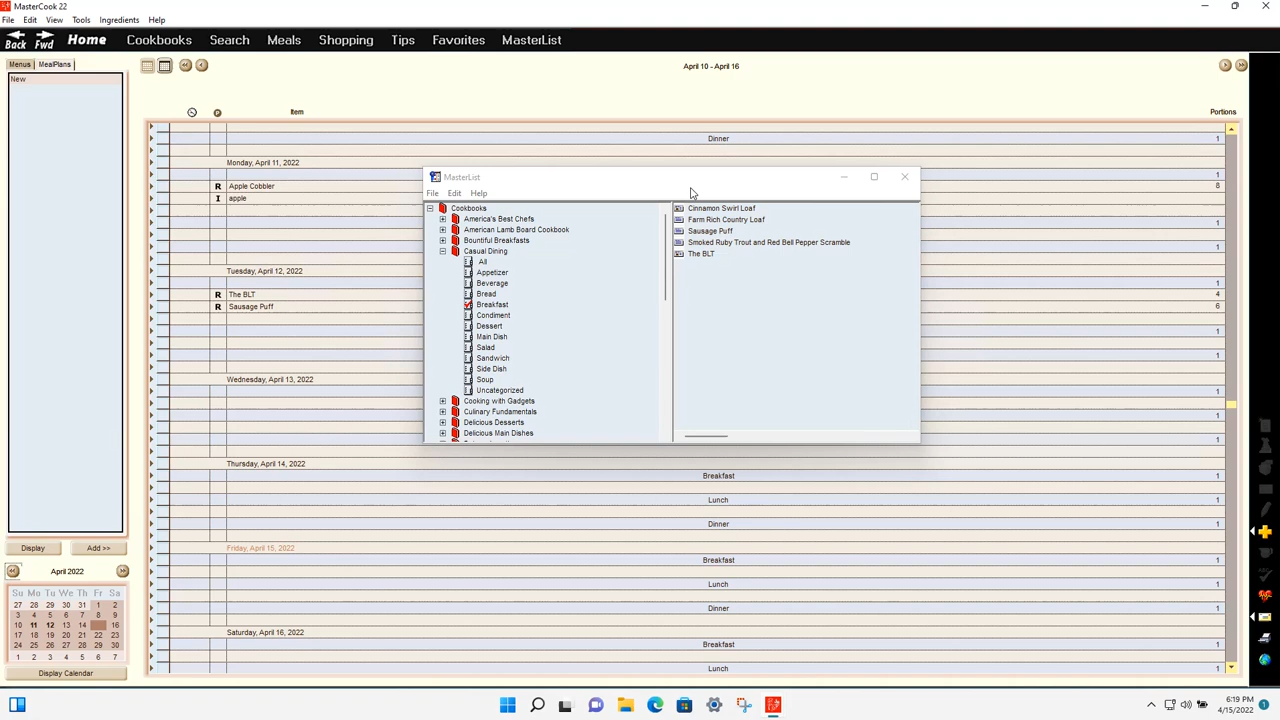 MasterCook 22
File Edit View Tools Ingredients Help
Back Fwd Home Cookbooks Search Meals Shopping Tips Favorites MasterList
Menus MealPlans
New
April 10 - April 16
P Item Portions
Dinner 1
Monday, April 11, 2022
1
R Apple Cobbler 8
I apple
1
1
Tuesday, April 12, 2022
1
R The BLT 4
R Sausage Puff 6
1
1
Wednesday, April 13, 2022
1
1
1
Thursday, April 14, 2022
Breakfast 1
Lunch 1
Dinner 1
Friday, April 15, 2022
Breakfast 1
Lunch 1
Dinner 1
Saturday, April 16, 2022
Breakfast 1
Lunch 1
MasterList
File Edit Help
Cookbooks
America's Best Chefs
American Lamb Board Cookbook
Bountiful Breakfasts
Casual Dining
All
Appetizer
Beverage
Bread
Breakfast
Condiment
Dessert
Main Dish
Salad
Sandwich
Side Dish
Soup
Uncategorized
Cooking with Gadgets
Culinary Fundamentals
Delicious Desserts
Delicious Main Dishes
Cinnamon Swirl Loaf
Farm Rich Country Loaf
Sausage Puff
Smoked Ruby Trout and Red Bell Pepper Scramble
The BLT
Display Add >>
April 2022
Su Mo Tu We Th Fr Sa
27 28 29 30 31 1 2
3 4 5 6 7 8 9
10 11 12 13 14 16
17 18 19 20 21 22 23
24 25 26 27 28 29 30
1 2 3 4 5 6 7
Display Calendar
6:19 PM
4/15/2022
1